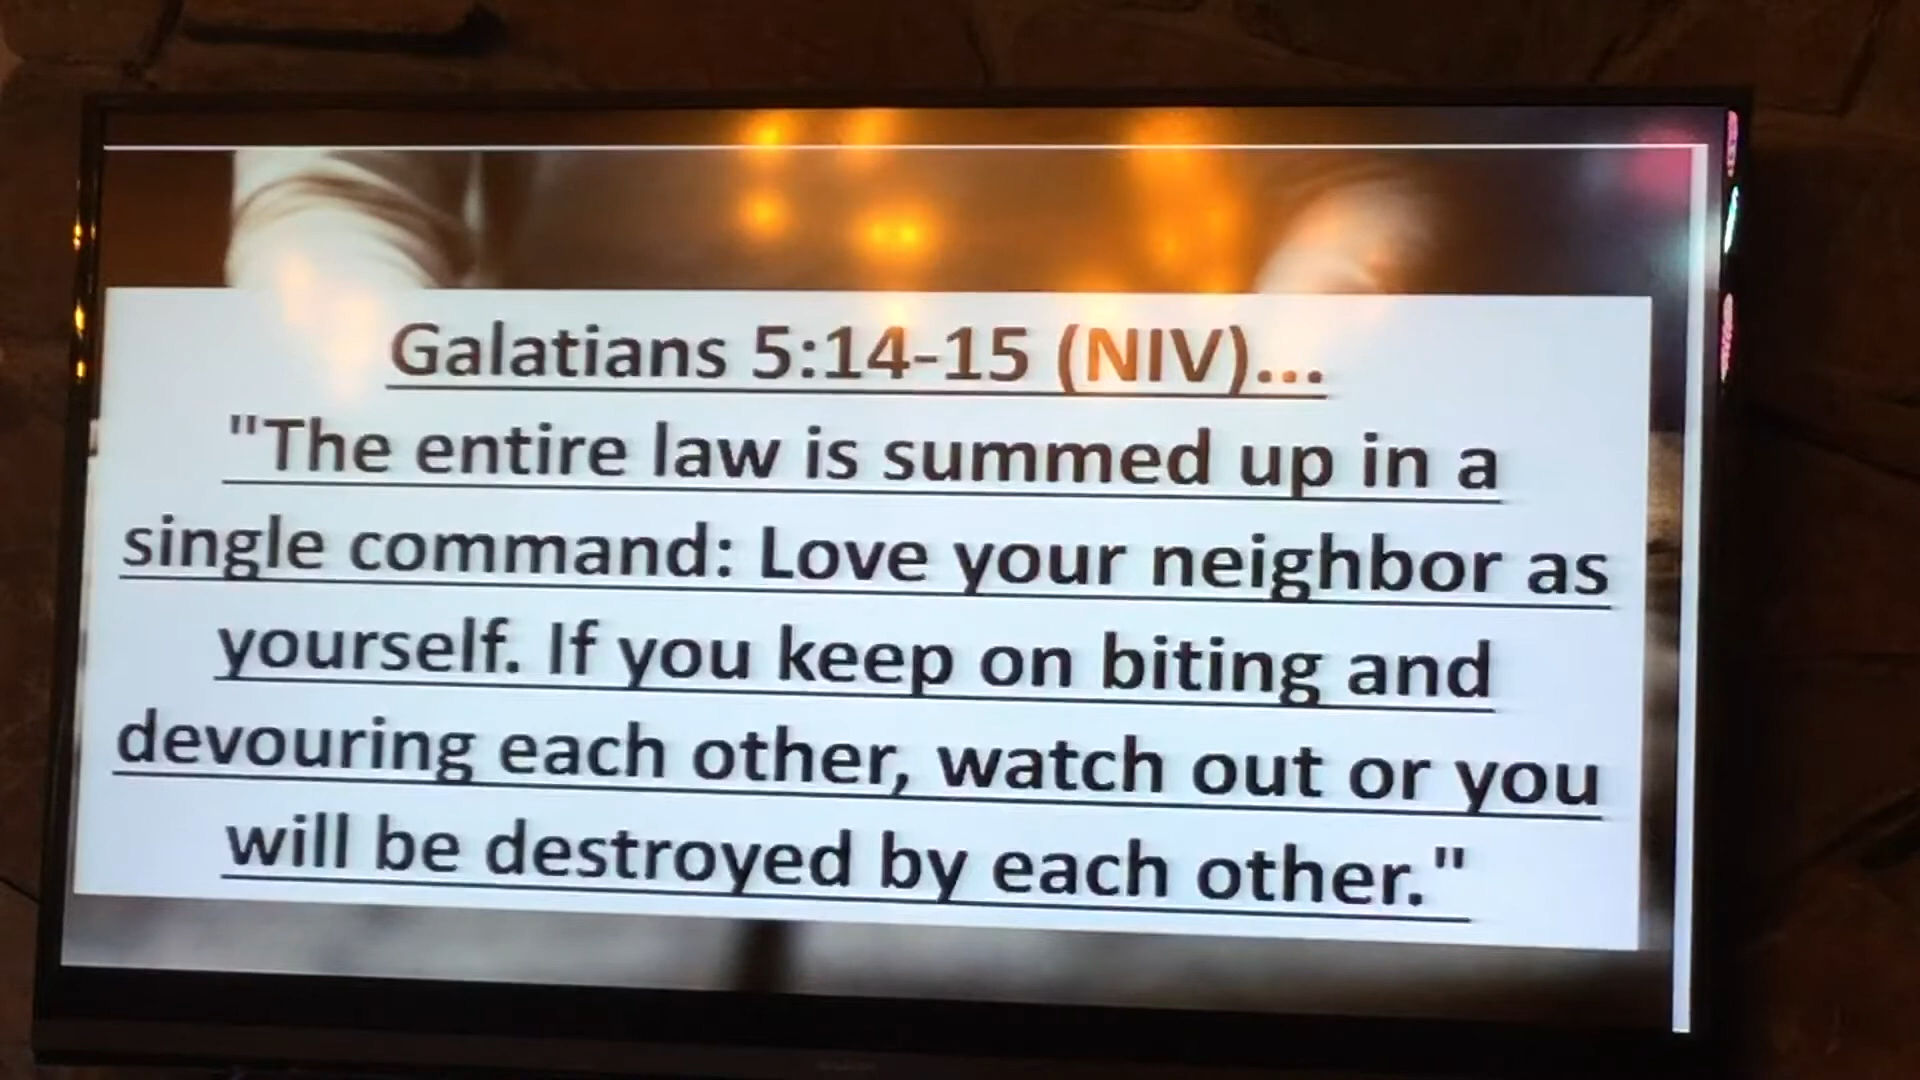 Galatians 5:14-15 (NIV)...
"The entire law is summed up in a
single command: Love your neighbor as
yourself. If you keep on biting and
devouring each other, watch out or you
will be destroyed by each other."